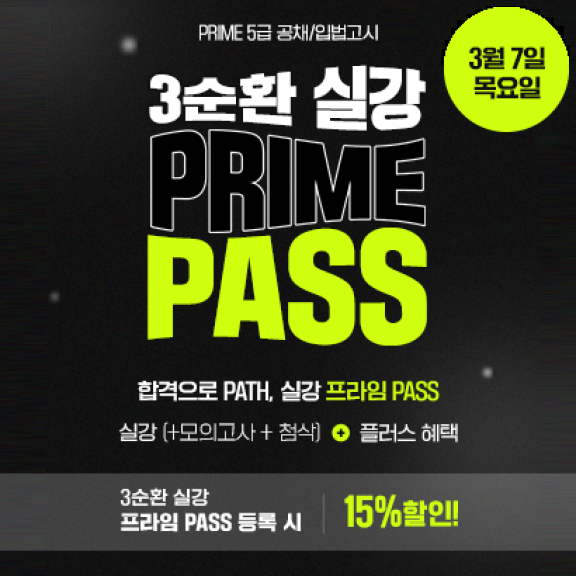 PRIME 5급 공채/입법고시
3월 7일
목요일
3순환 실강
PRIME
PASS
합격으로 PATH, 실강 프라임 PASS
실강 (+모의고사 + 첨삭) + 플러스 혜택
3순환 실강
프라임 PASS 등록 시
15%할인!